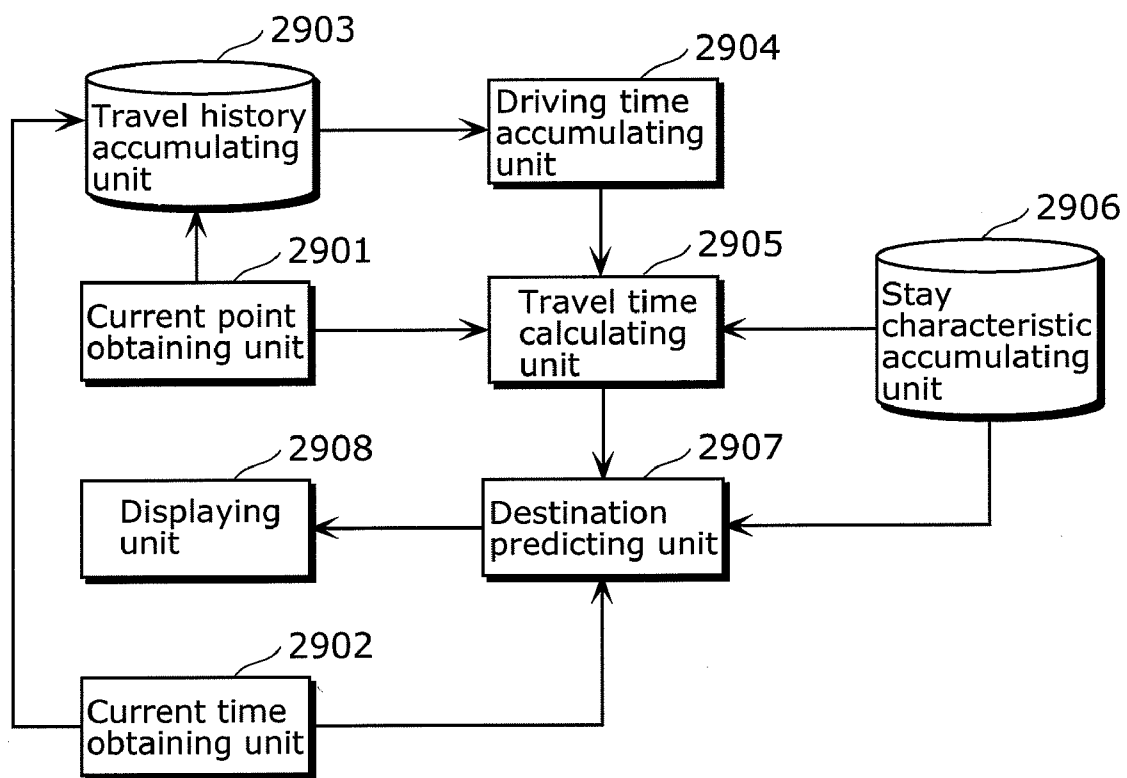 2903
Travel history
accumulating
unit
2904
Driving time
accumulating
unit
2906
Stay
characteristic
accumulating
unit
2901
Current point
obtaining unit
2905
Travel time
calculating
unit
2908
Displaying
unit
2907
Destination
predicting unit
2902
Current time
obtaining unit